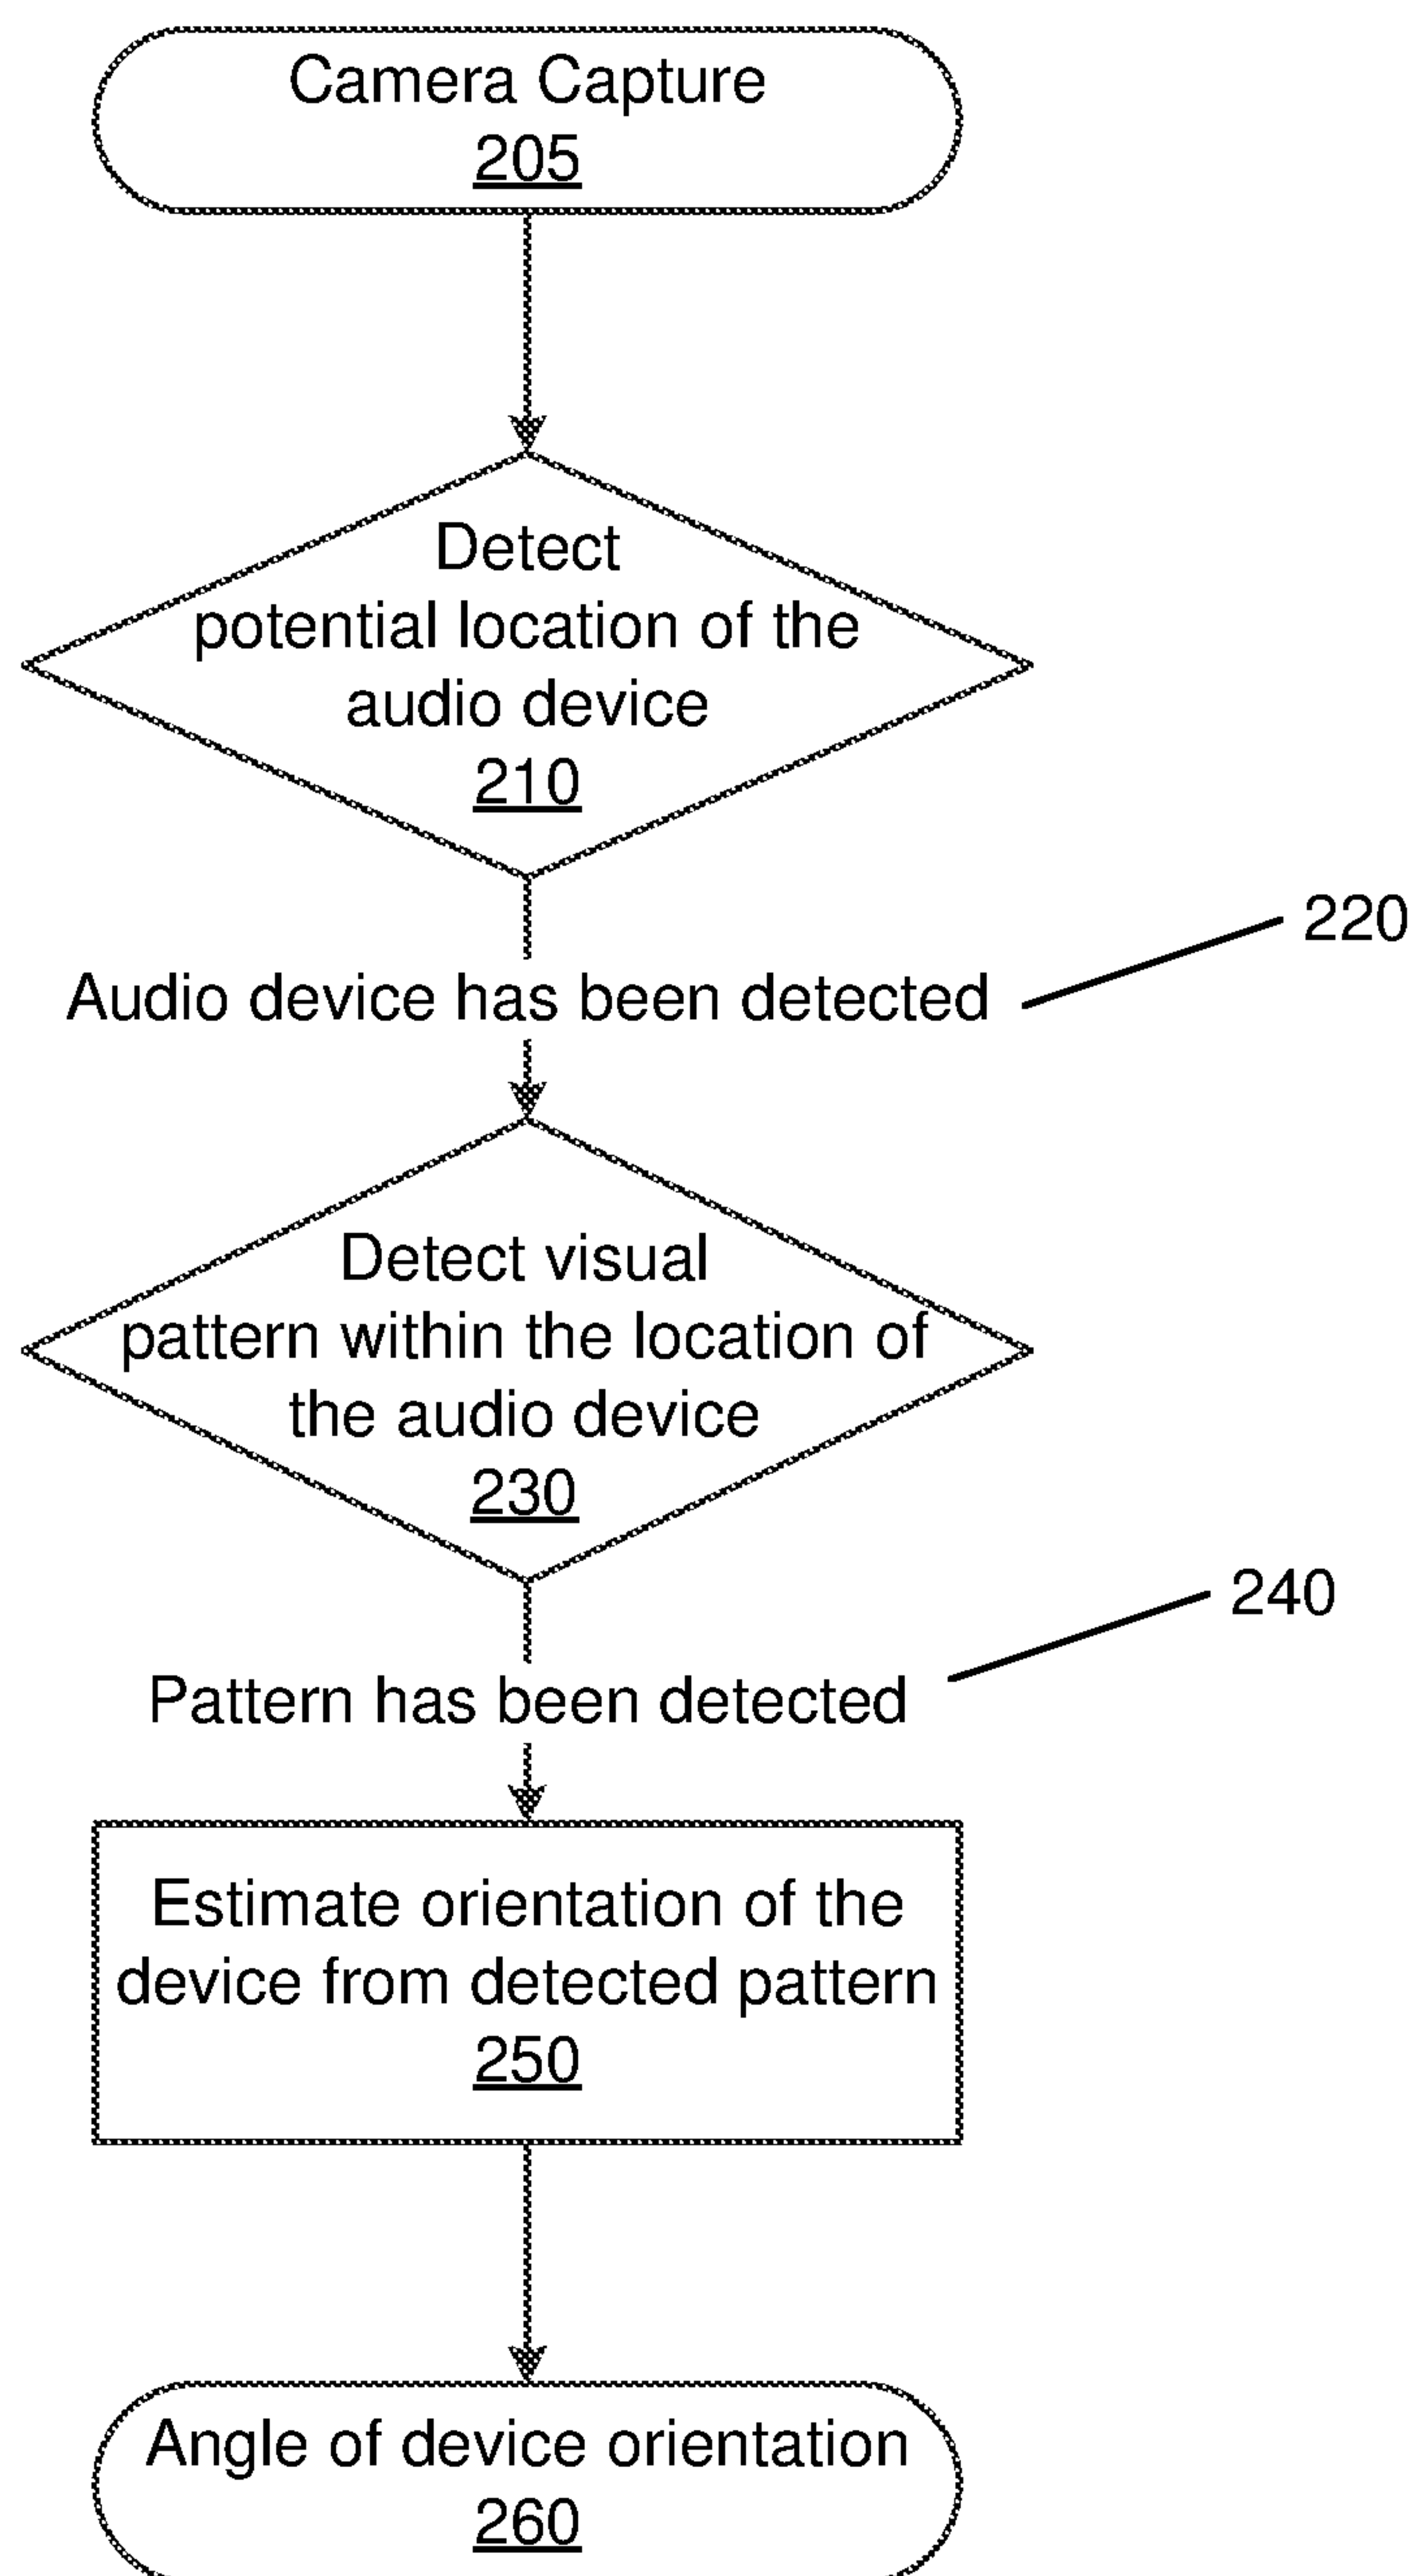 Camera Capture
205
Detect
potential location of the
audio device
210
220
Audio device has been detected
Detect visual
pattern within the location of
the audio device
230
240
Pattern has been detected
Estimate orientation of the
device from detected pattern
250
Angle of device orientation
260